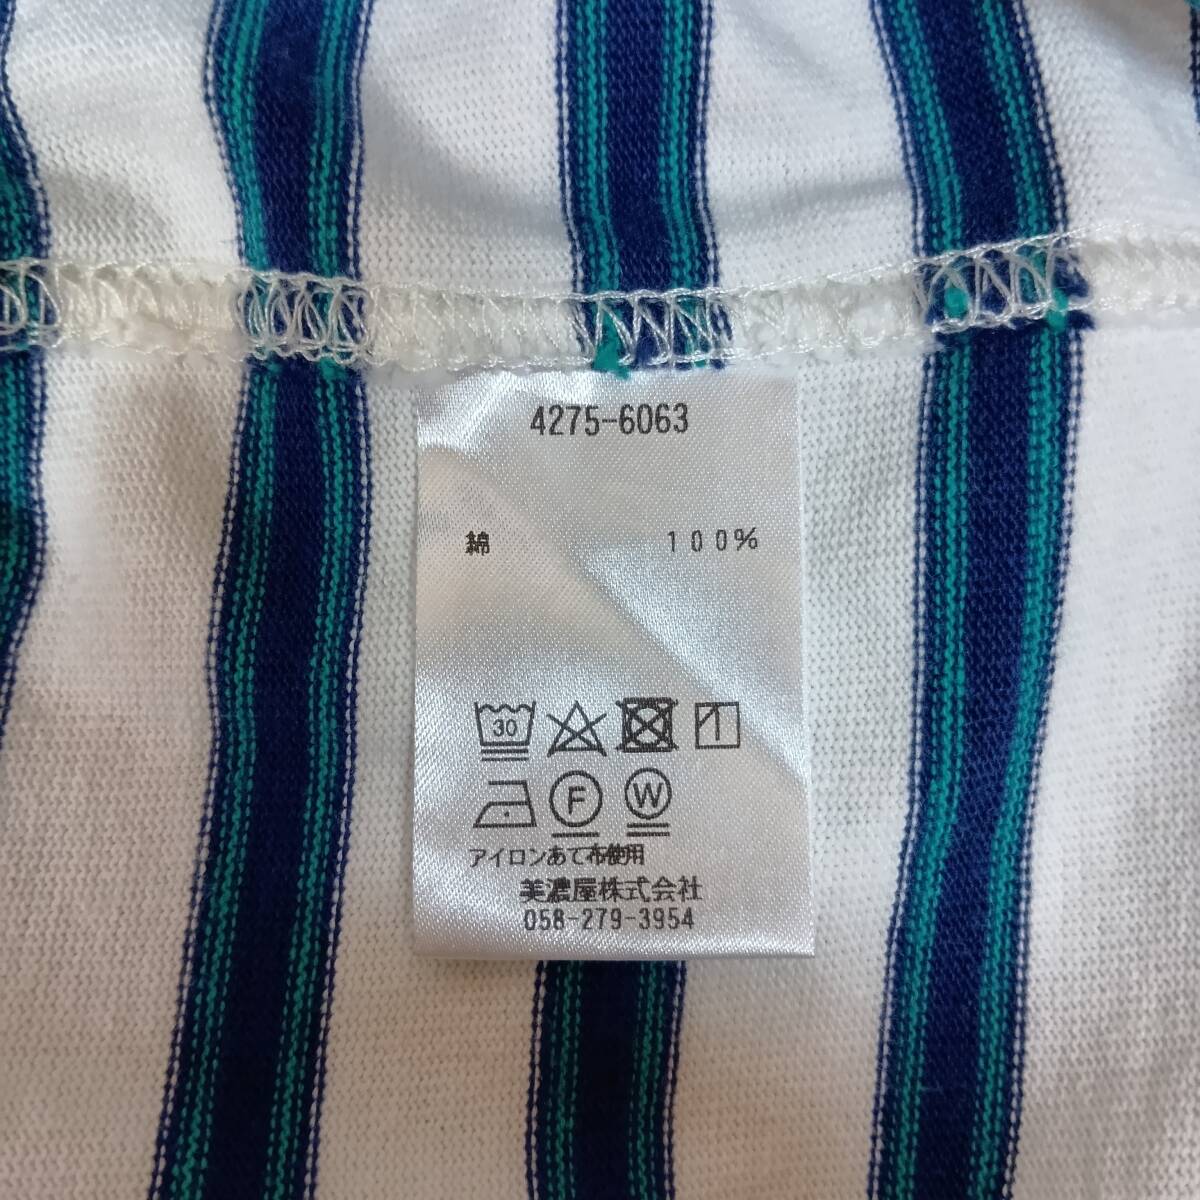 4275-6063
綿 100%
30
F W
アイロンあて布使用
美濃屋株式会社
058-279-3954